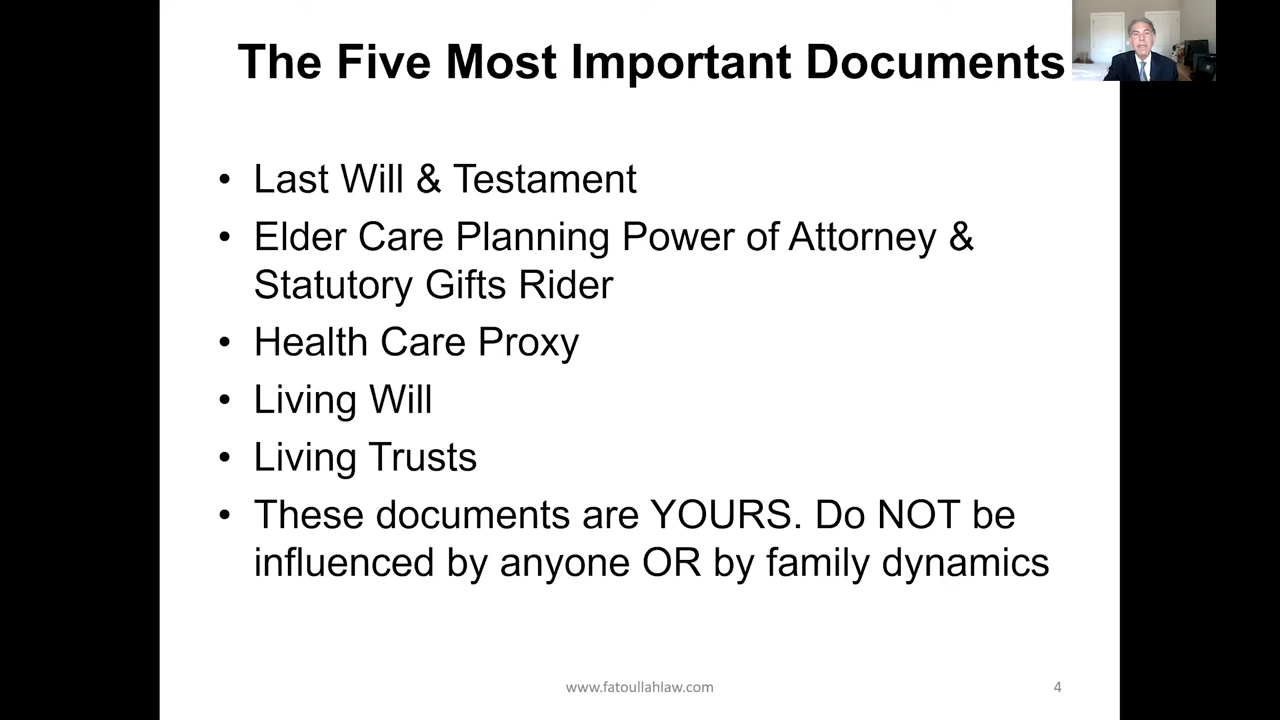 The Five Most Important Documents
• Last Will & Testament
• Elder Care Planning Power of Attorney &
Statutory Gifts Rider
• Health Care Proxy
• Living Will
• Living Trusts
• These documents are YOURS. Do NOT be
influenced by anyone OR by family dynamics
www.fatoullahlaw.com
4